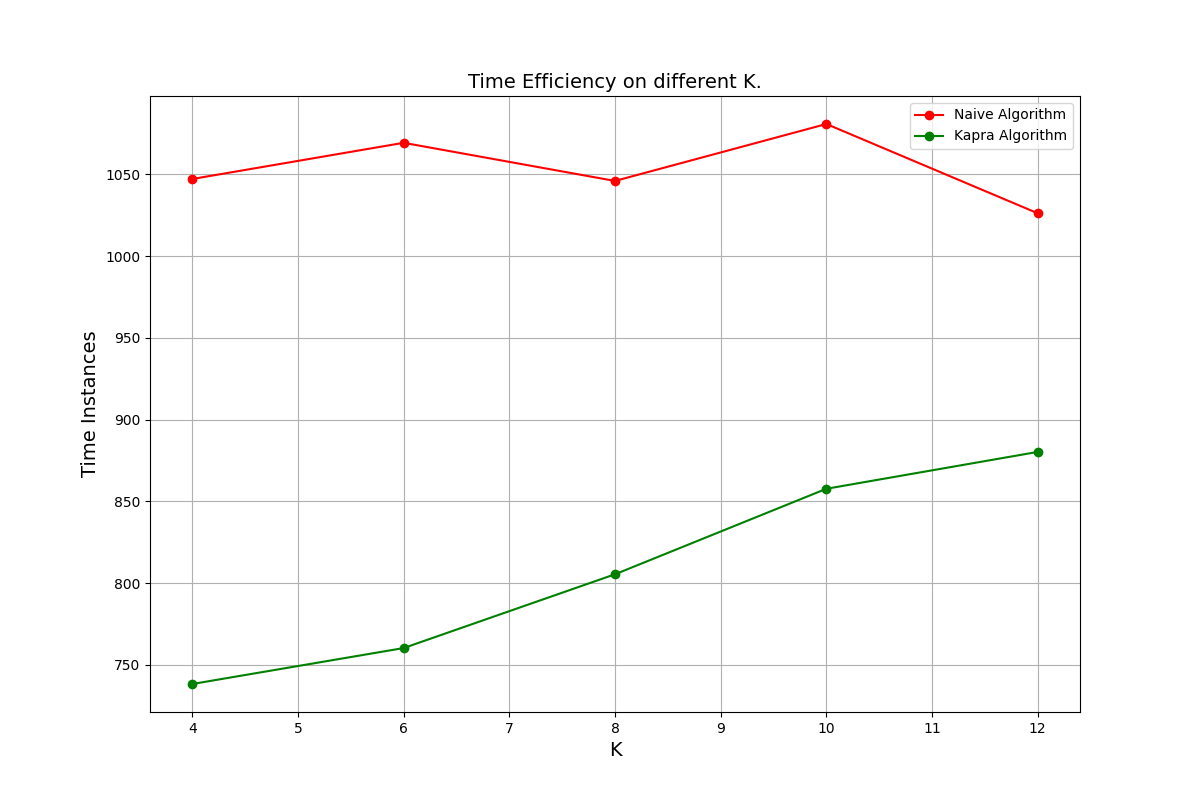 Time Efficiency on different K.
Naive Algorithm
Kapra Algorithm
Time Instances
1050
1000
950
900
850
800
750
4 5 6 7 8 9 10 11 12
K